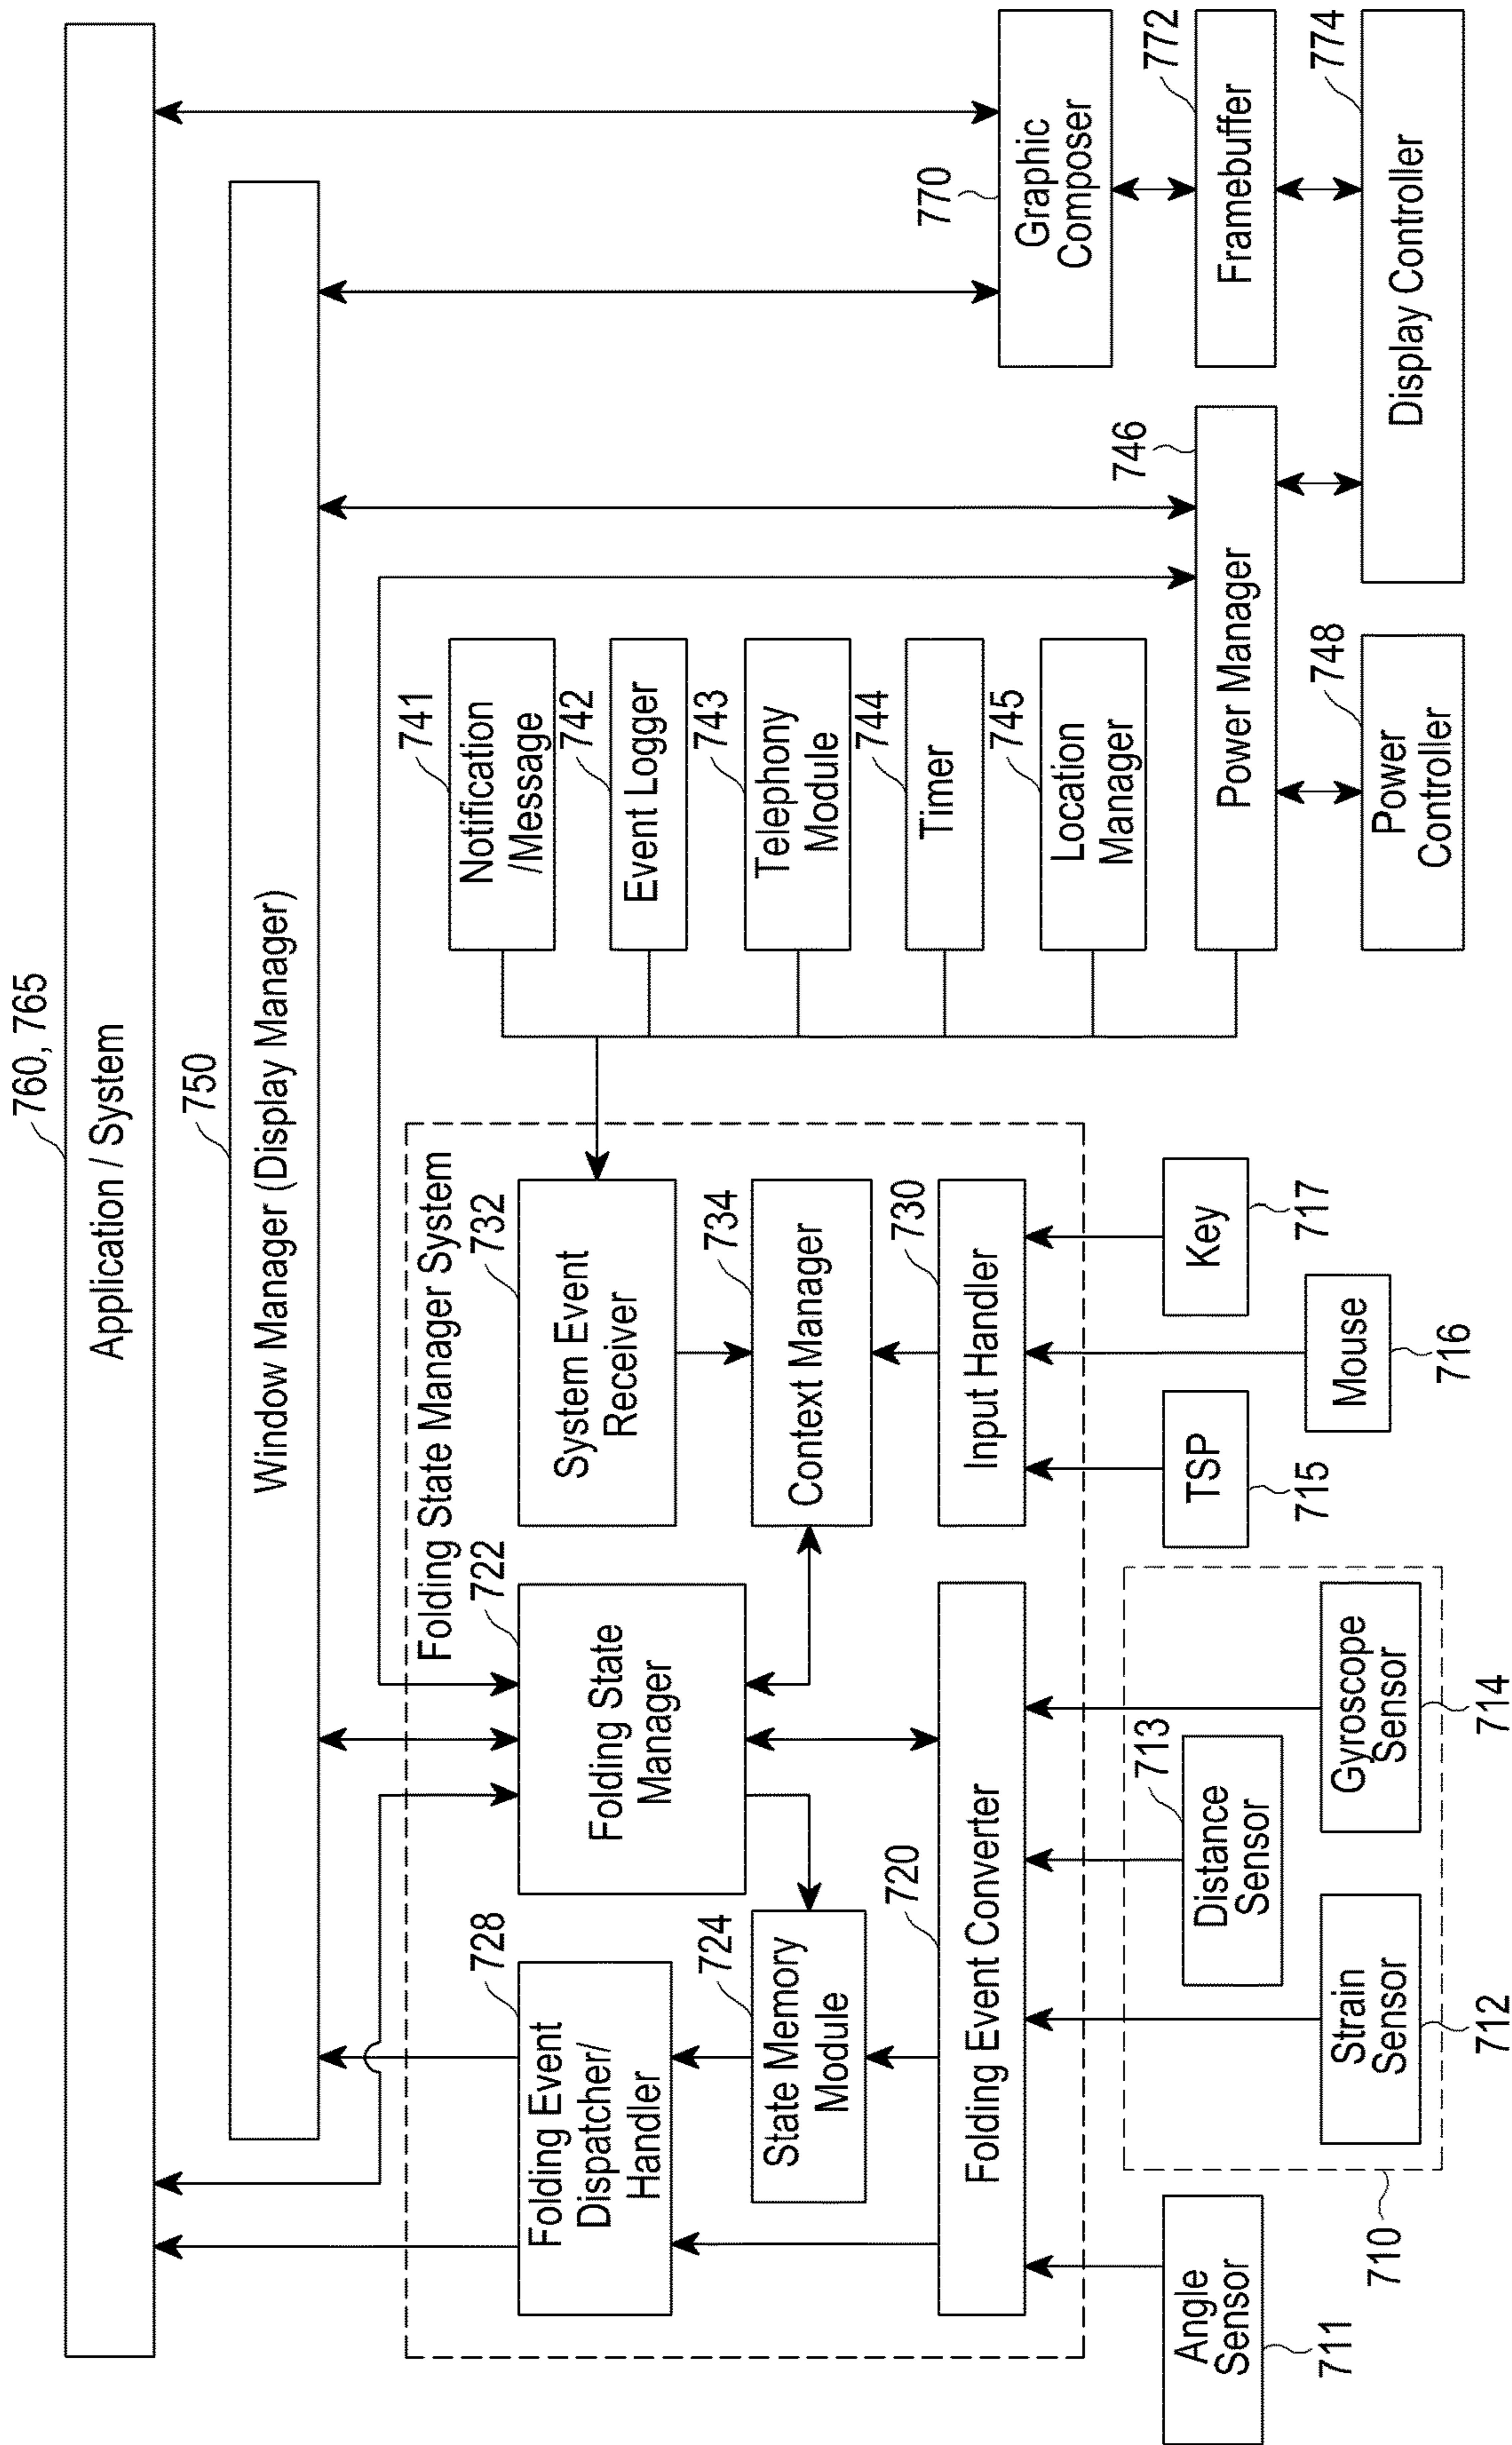 760, 765
Application / System
750
Window Manager (Display Manager)
Folding State Manager System
728
Folding Event
Dispatcher/
Handler
722
Folding State
Manager
732
System Event
Receiver
724
State Memory
Module
734
Context Manager
720
Folding Event Converter
730
Input Handler
741
Notification
/Message
742
Event Logger
743
Telephony
Module
744
Timer
745
Location
Manager
746
Power Manager
748
Power
Controller
770
Graphic
Composer
772
Framebuffer
774
Display Controller
Angle
Sensor
711
710
Strain
Sensor
712
713
Distance
Sensor
Gyroscope
Sensor
714
TSP
715
Mouse
716
Key
717